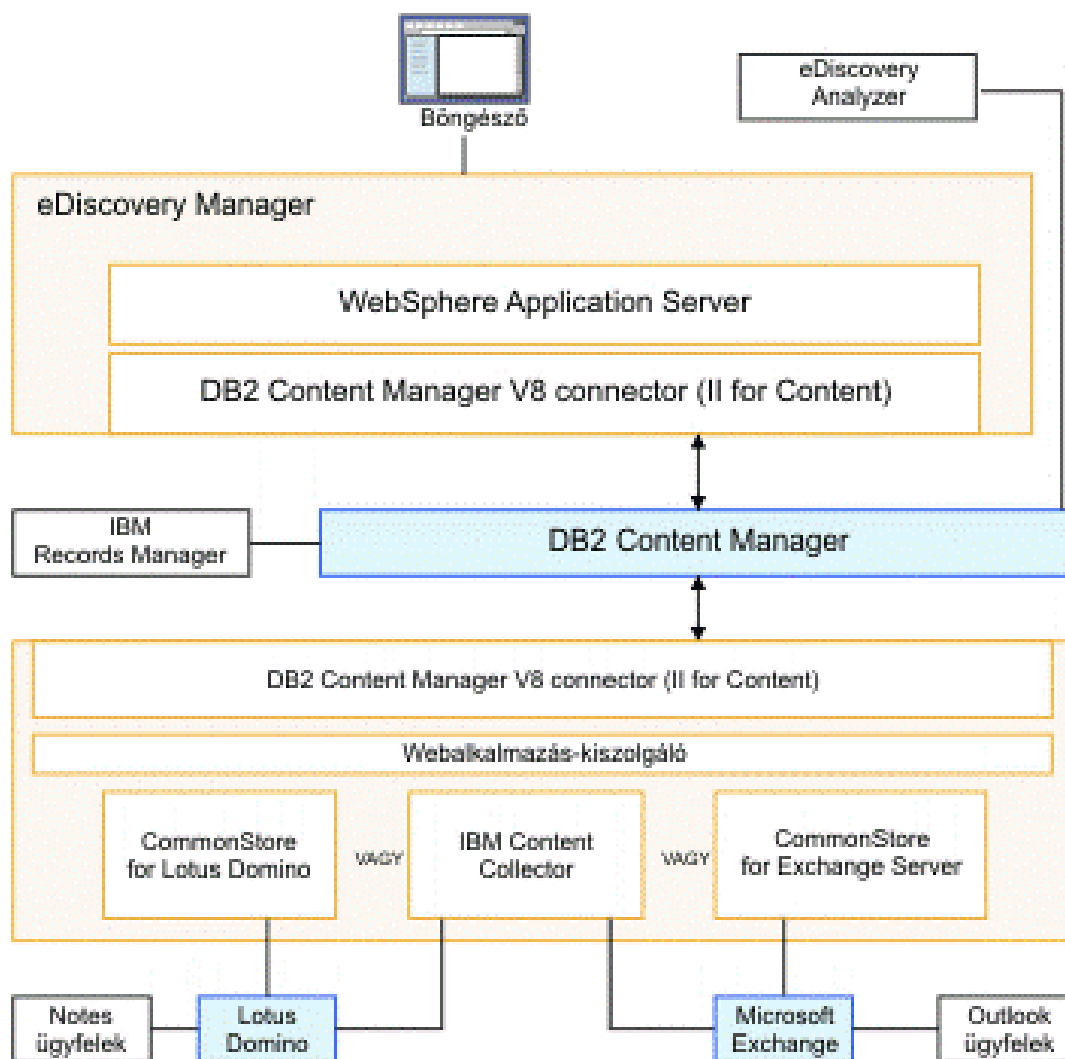 Böngésző
eDiscovery
Analyzer
eDiscovery Manager
WebSphere Application Server
DB2 Content Manager V8 connector (II for Content)
IBM
Records Manager
DB2 Content Manager
DB2 Content Manager V8 connector (II for Content)
Webalkalmazás-kiszolgáló
CommonStore
for Lotus Domino
VAGY
IBM Content
Collector
VAGY
CommonStore
for Exchange Server
Notes
ügyfelek
Lotus
Domino
Microsoft
Exchange
Outlook
ügyfelek